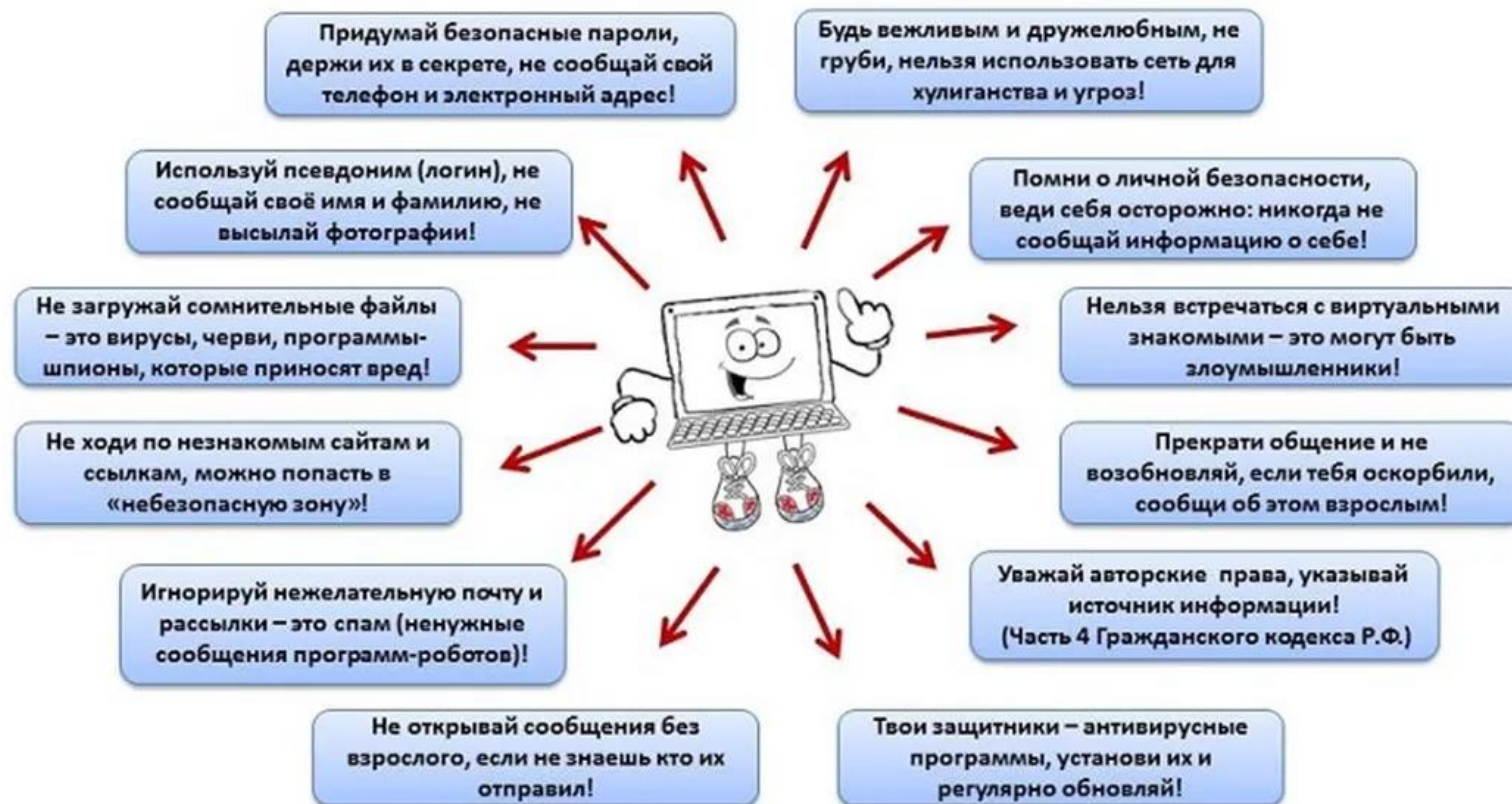 Придумай безопасные пароли,
держи их в секрете, не сообщай свой
телефон и электронный адрес!
Будь вежливым и дружелюбным, не
груби, нельзя использовать сеть для
хулиганства и угроз!
Используй псевдоним (логин), не
сообщай своё имя и фамилию, не
высылай фотографии!
Помни о личной безопасности,
веди себя осторожно: никогда не
сообщай информацию о себе!
Не загружай сомнительные файлы
– это вирусы, черви, программы-
шпионы, которые приносят вред!
Нельзя встречаться с виртуальными
знакомыми – это могут быть
злоумышленники!
Не ходи по незнакомым сайтам и
ссылкам, можно попасть в
«небезопасную зону»!
Прекрати общение и не
возобновляй, если тебя оскорбили,
сообщи об этом взрослым!
Игнорируй нежелательную почту и
рассылки – это спам (ненужные
сообщения программ-роботов)!
Уважай авторские права, указывай
источник информации!
(Часть 4 Гражданского кодекса Р.Ф.)
Не открывай сообщения без
взрослого, если не знаешь кто их
отправил!
Твои защитники – антивирусные
программы, установи их и
регулярно обновляй!